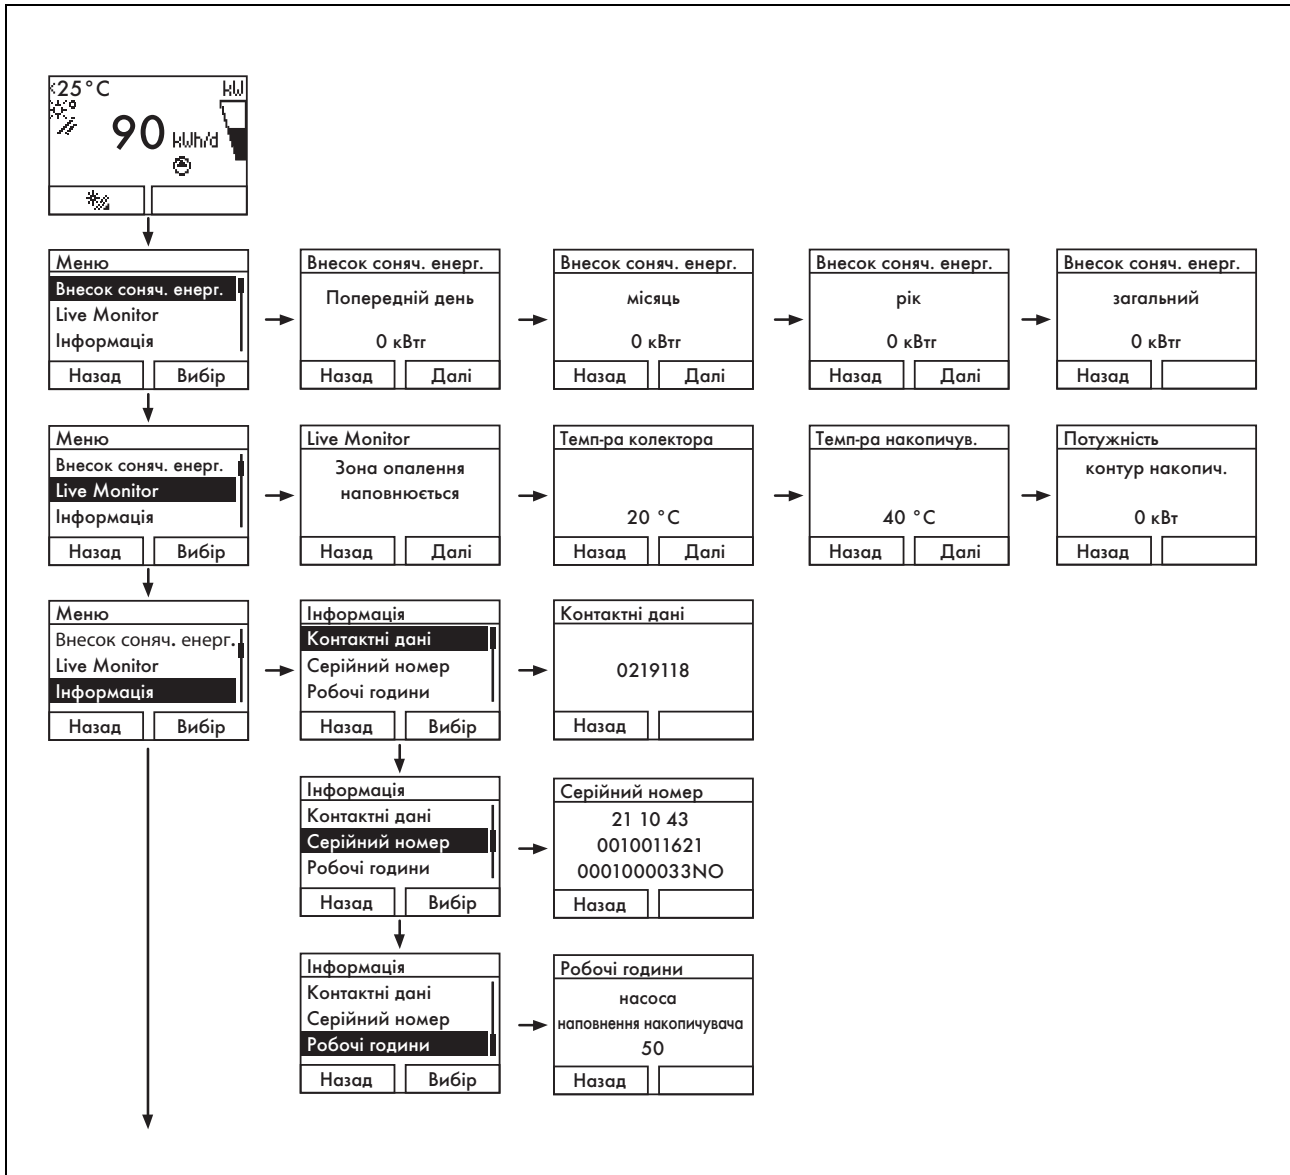 25°C kW
90 kWh/d
Меню
Внесок соняч. енерг.
Live Monitor
Інформація
Назад Вибір
Внесок соняч. енерг.
Попередній день
0 кВтг
Назад Далі
Внесок соняч. енерг.
місяць
0 кВтг
Назад Далі
Внесок соняч. енерг.
рік
0 кВтг
Назад Далі
Внесок соняч. енерг.
загальний
0 кВтг
Назад
Меню
Внесок соняч. енерг.
Live Monitor
Інформація
Назад Вибір
Live Monitor
Зона опалення
наповнюється
Назад Далі
Темп-ра колектора
20 °C
Назад Далі
Темп-ра накопичув.
40 °C
Назад Далі
Потужність
контур накопич.
0 кВт
Назад
Меню
Внесок соняч. енерг.
Live Monitor
Інформація
Назад Вибір
Інформація
Контактні дані
Серійний номер
Робочі години
Назад Вибір
Контактні дані
0219118
Назад
Інформація
Контактні дані
Серійний номер
Робочі години
Назад Вибір
Серійний номер
21 10 43
0010011621
0001000033NO
Назад
Інформація
Контактні дані
Серійний номер
Робочі години
Назад Вибір
Робочі години
насоса
наповнення накопичувача
50
Назад